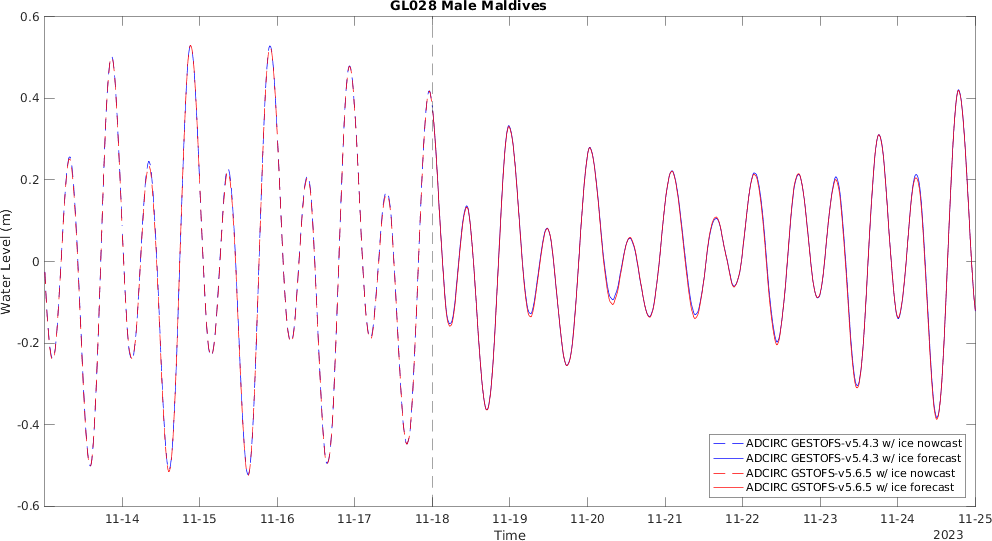 GL028 Male Maldives
0.6
0.4
0.2
0
-0.2
-0.4
-0.6
Water Level (m)
ADCIRC GESTOFS-v5.4.3 w/ ice nowcast
ADCIRC GESTOFS-v5.4.3 w/ ice forecast
ADCIRC GSTOFS-v5.6.5 w/ ice nowcast
ADCIRC GSTOFS-v5.6.5 w/ ice forecast
11-14 11-15 11-16 11-17 11-18 11-19 11-20 11-21 11-22 11-23 11-24 11-25
Time
2023